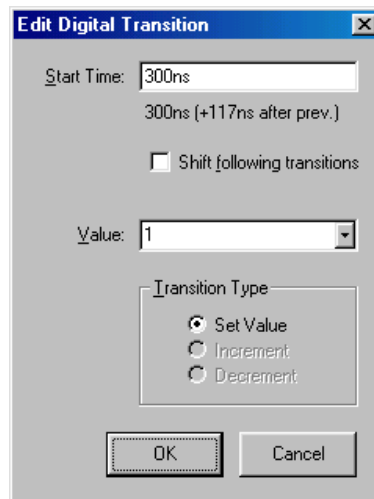 Edit Digital Transition
Start Time: 300ns
300ns (+117ns after prev.)
Shift following transitions
Value: 1
Transition Type
Set Value
Increment
Decrement
OK Cancel